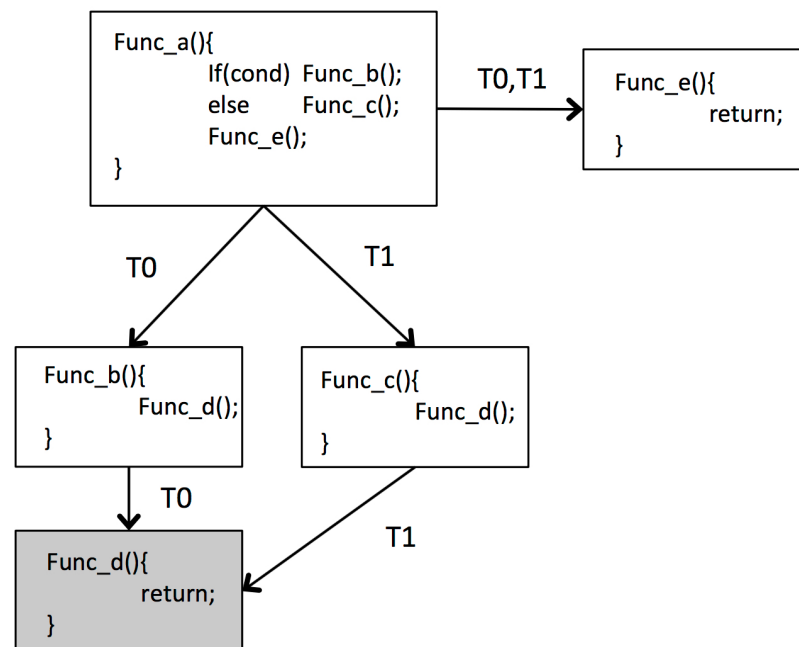 Func_a(){
If(cond) Func_b();
else Func_c();
Func_e();
}
T0,T1
Func_e(){
return;
}
T0
T1
Func_b(){
Func_d();
}
Func_c(){
Func_d();
}
T0
T1
Func_d(){
return;
}